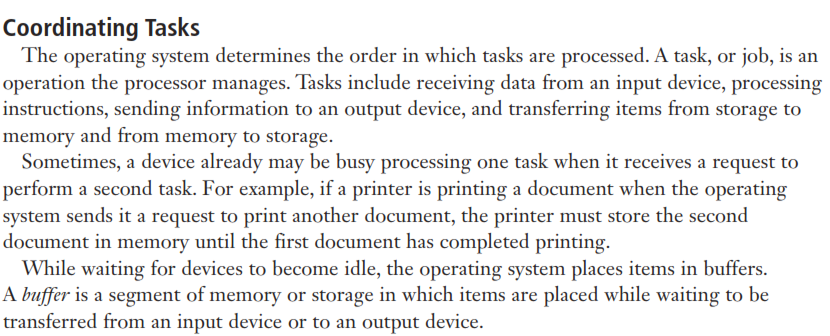 Coordinating Tasks
The operating system determines the order in which tasks are processed. A task, or job, is an
operation the processor manages. Tasks include receiving data from an input device, processing
instructions, sending information to an output device, and transferring items from storage to
memory and from memory to storage.
Sometimes, a device already may be busy processing one task when it receives a request to
perform a second task. For example, if a printer is printing a document when the operating
system sends it a request to print another document, the printer must store the second
document in memory until the first document has completed printing.
While waiting for devices to become idle, the operating system places items in buffers.
A buffer is a segment of memory or storage in which items are placed while waiting to be
transferred from an input device or to an output device.